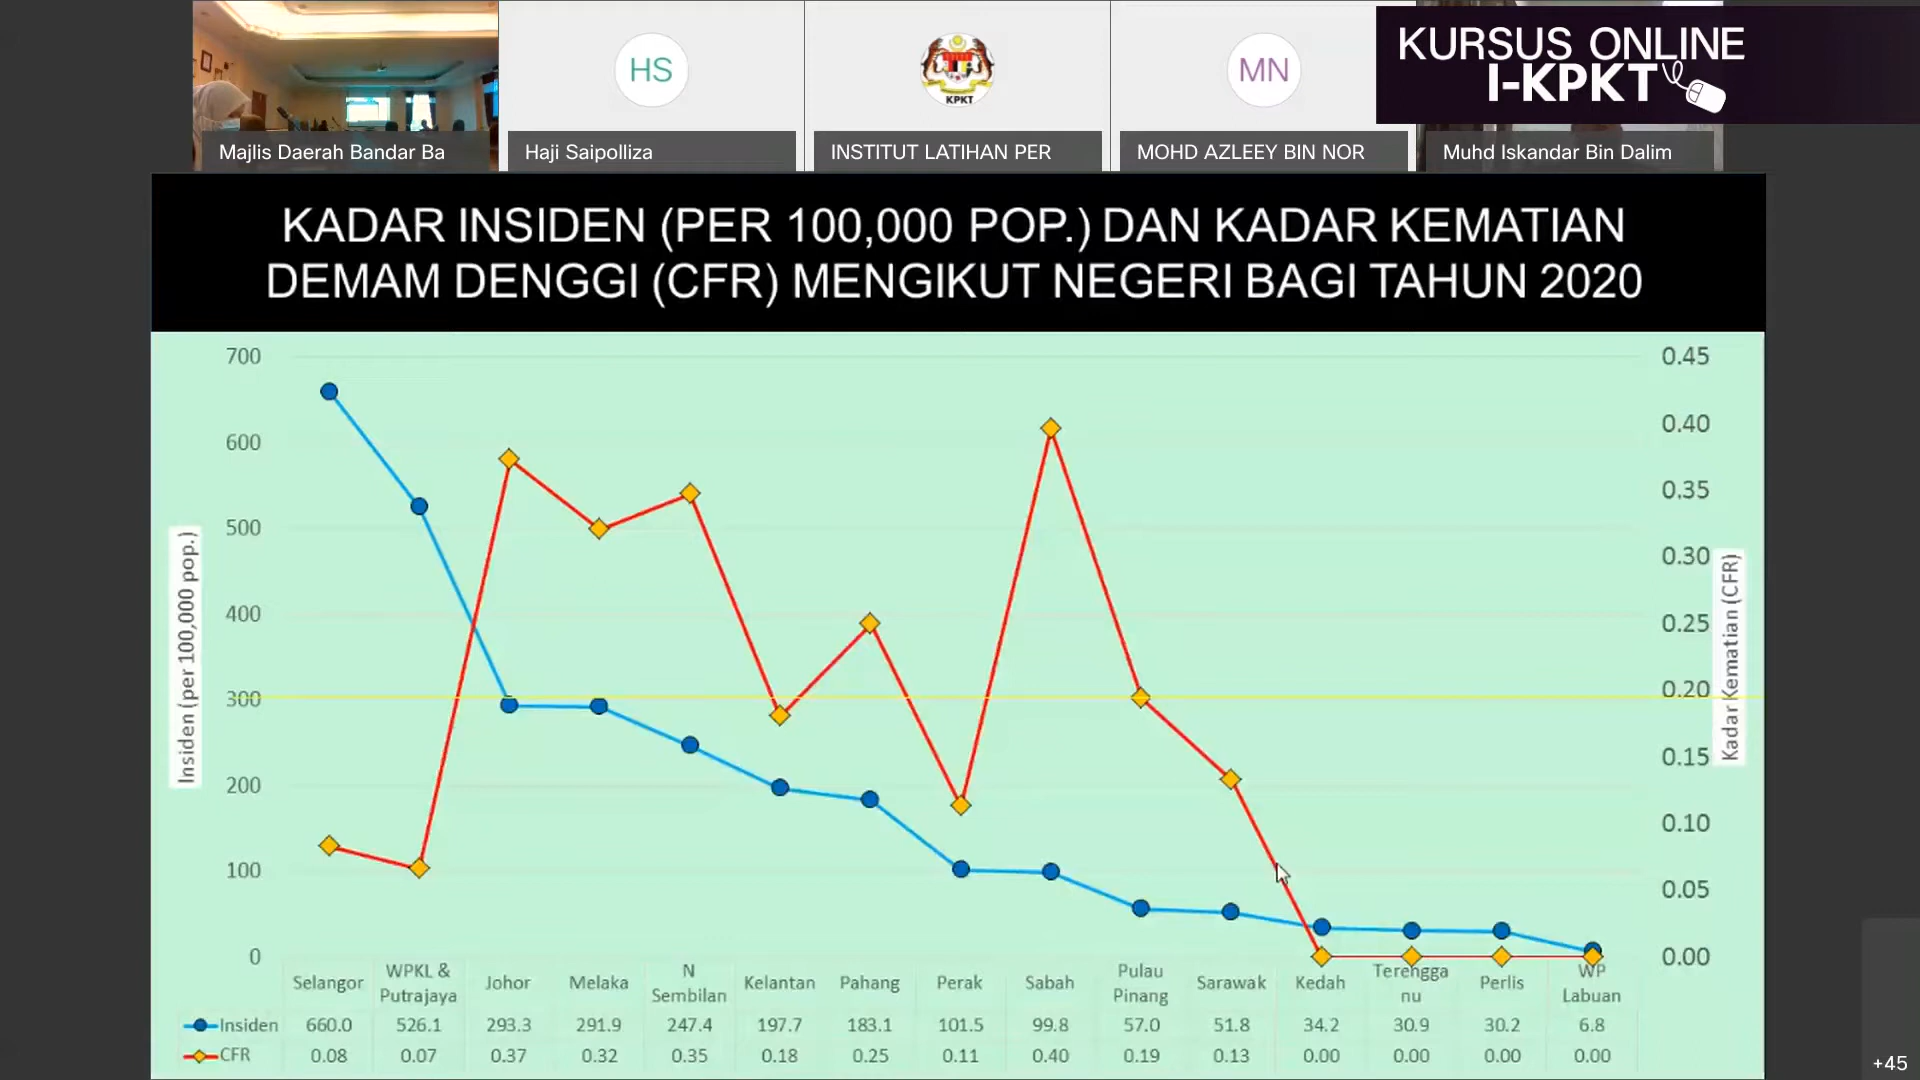 HS
KPKT
MN
KURSUS ONLINE
I-KPKT
Majlis Daerah Bandar Ba
Haji Saipolliza
INSTITUT LATIHAN PER
MOHD AZLEEY BIN NOR
Muhd Iskandar Bin Dalim
KADAR INSIDEN (PER 100,000 POP.) DAN KADAR KEMATIAN
DEMAM DENGGI (CFR) MENGIKUT NEGERI BAGI TAHUN 2020
700
600
500
400
300
200
100
0
Insiden (per 100,000 pop.)
0.45
0.40
0.35
0.30
0.25
0.20
0.15
0.10
0.05
0.00
Kadar Kematian (CFR)
Selangor
WPKL &
Putrajaya
Johor
Melaka
N
Sembilan
Kelantan
Pahang
Perak
Sabah
Pulau
Pinang
Sarawak
Kedah
Terengga
nu
Perlis
WP
Labuan
Insiden 660.0 526.1 293.3 291.9 247.4 197.7 183.1 101.5 99.8 57.0 51.8 34.2 30.9 30.2 6.8
CFR 0.08 0.07 0.37 0.32 0.35 0.18 0.25 0.11 0.40 0.19 0.13 0.00 0.00 0.00 0.00
+45